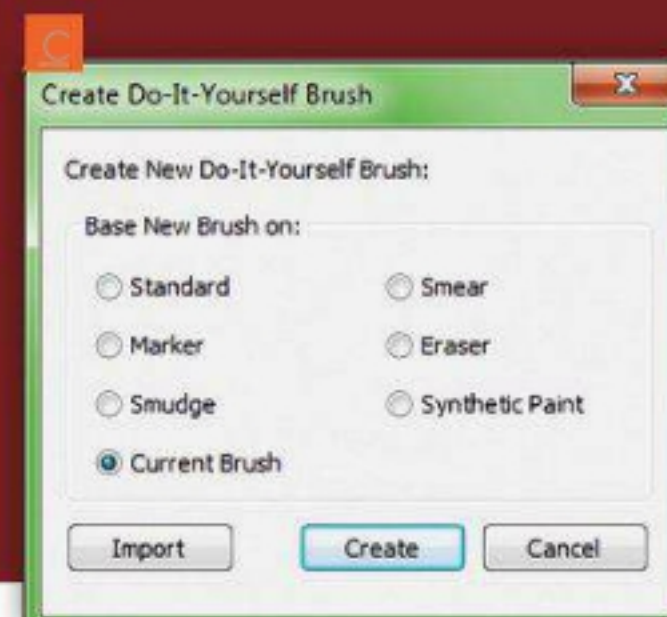 C
Create Do-It-Yourself Brush
Create New Do-It-Yourself Brush:
Base New Brush on:
Standard
Smear
Marker
Eraser
Smudge
Synthetic Paint
Current Brush
Import
Create
Cancel